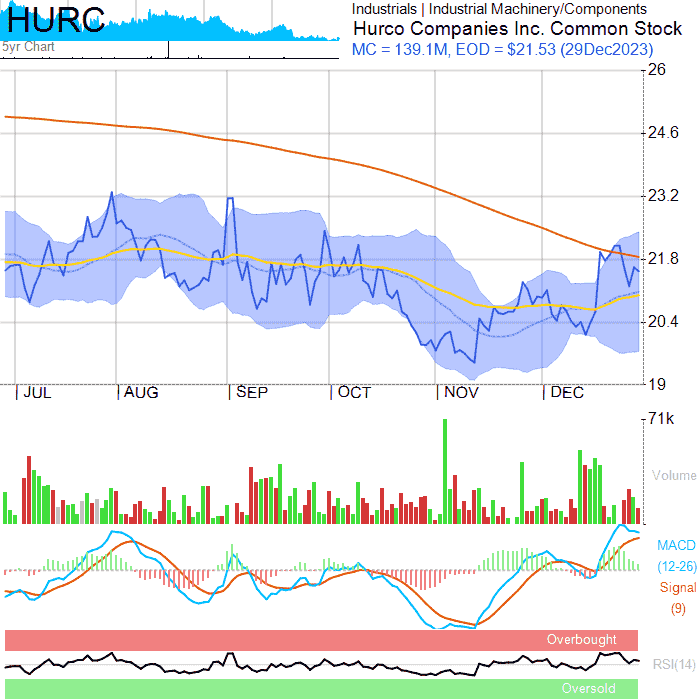 HURC
5yr Chart
Industrials | Industrial Machinery/Components
Hurco Companies Inc. Common Stock
MC = 139.1M, EOD = $21.53 (29Dec2023)
26
24.6
23.2
21.8
20.4
19
JUL AUG SEP OCT NOV DEC
71k
Volume
MACD
(12-26)
Signal
(9)
Overbought
RSI(14)
Oversold